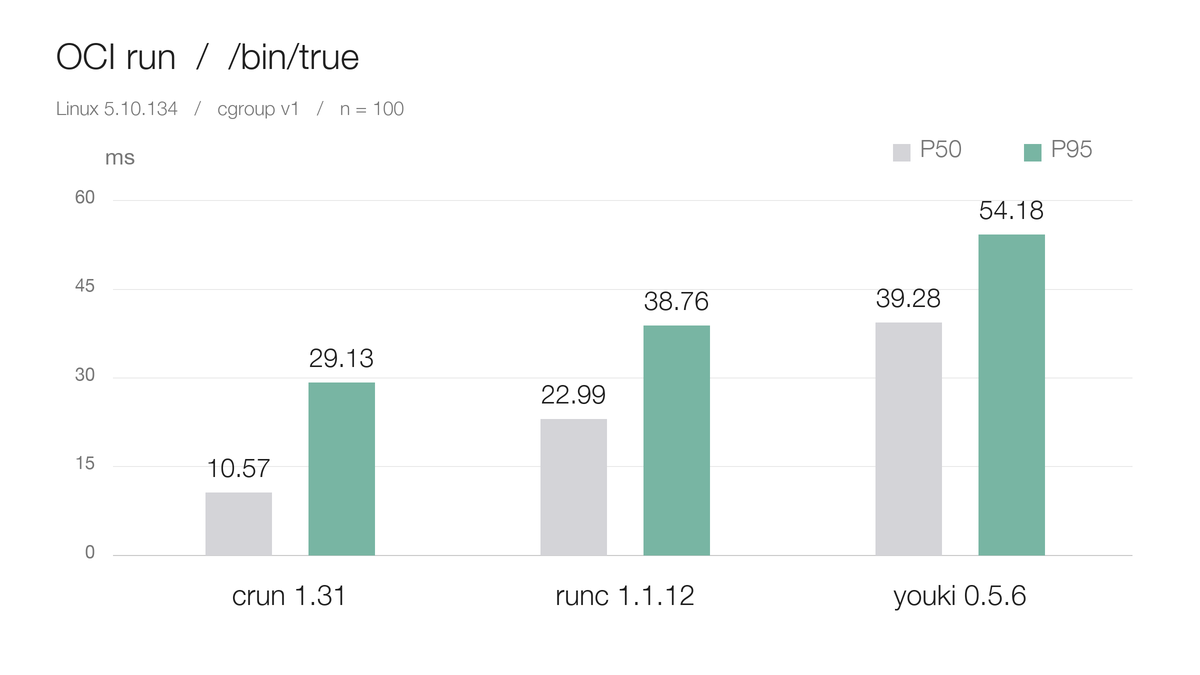 OCI run / /bin/true
Linux 5.10.134 / cgroup v1 / n = 100
ms
P50 P95
60
45
30
15
0
10.57
29.13
22.99
38.76
39.28
54.18
crun 1.31
runc 1.1.12
youki 0.5.6